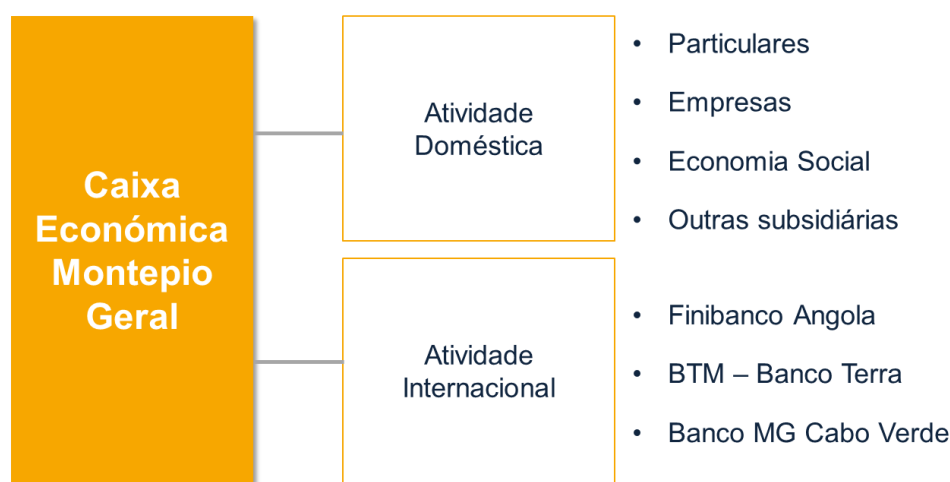 Caixa
Económica
Montepio
Geral
Atividade
Doméstica
• Particulares
• Empresas
• Economia Social
• Outras subsidiárias
Atividade
Internacional
• Finibanco Angola
• BTM – Banco Terra
• Banco MG Cabo Verde